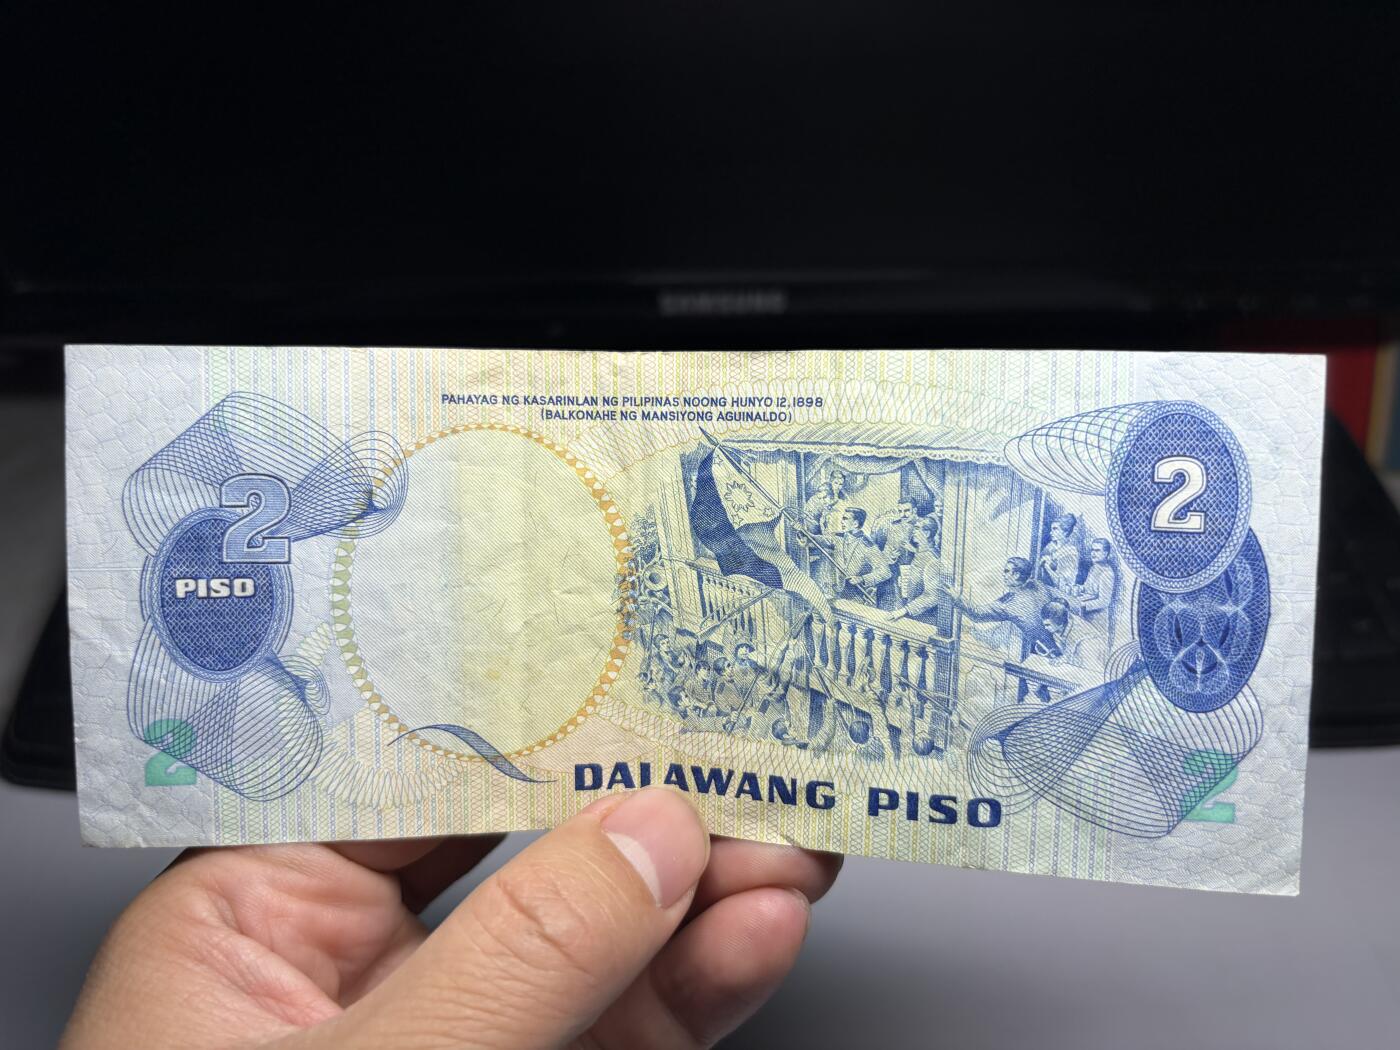 SAMSUNG
PAHAYAG NG KASARINLAN NG PILIPINAS NOONG HUNYO 12, 1898
(BALKONAHE NG MANSIYONG AGUINALDO)
2
PISO
2
2
2
DALAWANG PISO